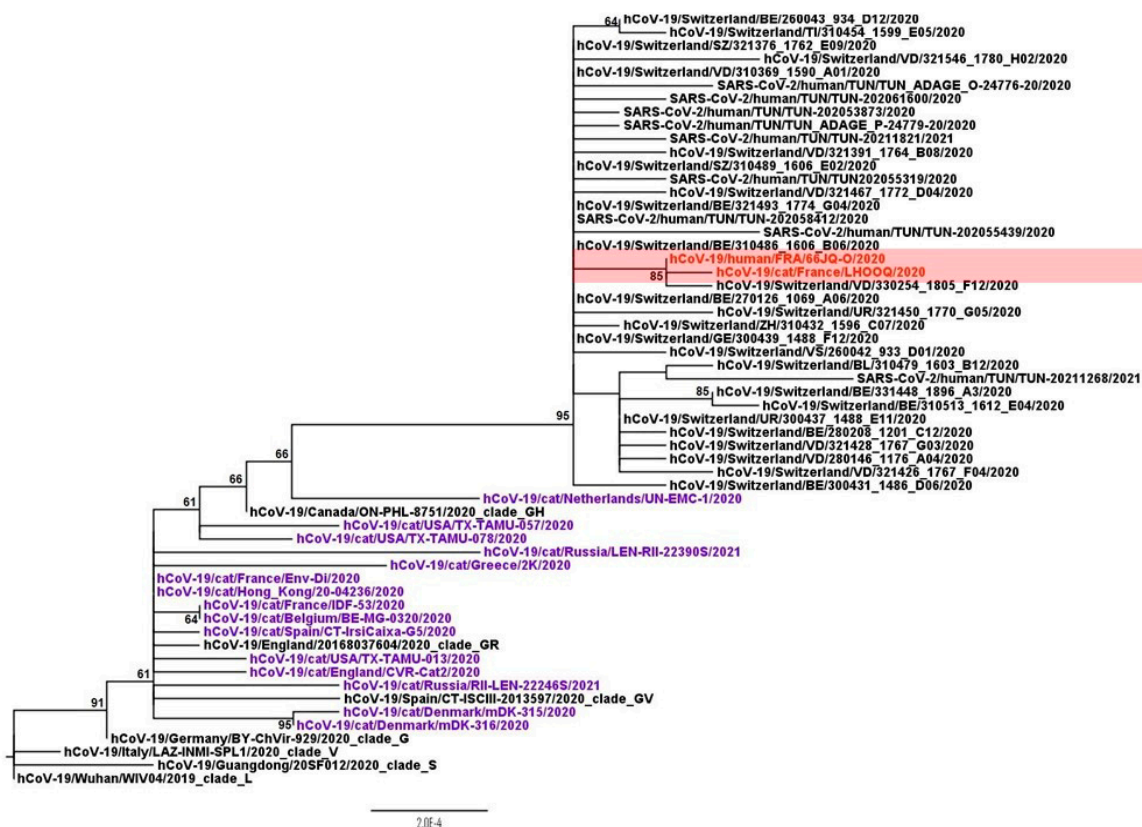 hCoV-19/Switzerland/BE/260043_934_D12/2020
64
hCoV-19/Switzerland/TI/310454_1599_E05/2020
hCoV-19/Switzerland/SZ/321376_1762_E09/2020
hCoV-19/Switzerland/VD/321546_1780_H02/2020
hCoV-19/Switzerland/VD/310369_1590_A01/2020
SARS-CoV-2/human/TUN/TUN_ADAGE_O-24776-20/2020
SARS-CoV-2/human/TUN/TUN-202061600/2020
SARS-CoV-2/human/TUN/TUN-202053873/2020
SARS-CoV-2/human/TUN/TUN_ADAGE_P-24779-20/2020
SARS-CoV-2/human/TUN/TUN-20211821/2021
hCoV-19/Switzerland/VD/321391_1764_B08/2020
hCoV-19/Switzerland/SZ/310489_1606_E02/2020
SARS-CoV-2/human/TUN/TUN202055319/2020
hCoV-19/Switzerland/VD/321467_1772_D04/2020
hCoV-19/Switzerland/BE/321493_1774_G04/2020
SARS-CoV-2/human/TUN/TUN-202058412/2020
SARS-CoV-2/human/TUN/TUN-202055439/2020
hCoV-19/Switzerland/BE/310486_1606_B06/2020
hCoV-19/human/FRA/66JQ-O/2020
85
hCoV-19/cat/France/LHOOQ/2020
hCoV-19/Switzerland/VD/330254_1805_F12/2020
hCoV-19/Switzerland/BE/270126_1069_A06/2020
hCoV-19/Switzerland/UR/321450_1770_G05/2020
hCoV-19/Switzerland/ZH/310432_1596_C07/2020
hCoV-19/Switzerland/GE/300439_1488_F12/2020
hCoV-19/Switzerland/VS/260042_933_D01/2020
hCoV-19/Switzerland/BL/310479_1603_B12/2020
SARS-CoV-2/human/TUN/TUN-20211268/2021
85
hCoV-19/Switzerland/BE/331448_1896_A3/2020
hCoV-19/Switzerland/BE/310513_1612_E04/2020
95
hCoV-19/Switzerland/UR/300437_1488_E11/2020
hCoV-19/Switzerland/BE/280208_1201_C12/2020
hCoV-19/Switzerland/VD/321428_1767_G03/2020
hCoV-19/Switzerland/VD/280146_1176_A04/2020
66
hCoV-19/Switzerland/VD/321426_1767_F04/2020
66
hCoV-19/Switzerland/BE/300431_1486_D06/2020
hCoV-19/cat/Netherlands/UN-EMC-1/2020
61
hCoV-19/Canada/ON-PHL-8751/2020_clade_GH
hCoV-19/cat/USA/TX-TAMU-057/2020
hCoV-19/cat/USA/TX-TAMU-078/2020
hCoV-19/cat/Russia/LEN-RII-22390S/2021
hCoV-19/cat/Greece/2K/2020
hCoV-19/cat/France/Env-Di/2020
hCoV-19/cat/Hong_Kong/20-04236/2020
hCoV-19/cat/France/IDF-53/2020
64
hCoV-19/cat/Belgium/BE-MG-0320/2020
hCoV-19/cat/Spain/CT-IrsiCaixa-G5/2020
hCoV-19/England/20168037604/2020_clade_GR
hCoV-19/cat/USA/TX-TAMU-013/2020
61
hCoV-19/cat/England/CVR-Cat2/2020
hCoV-19/cat/Russia/RII-LEN-22246S/2021
91
hCoV-19/Spain/CT-ISCIII-2013597/2020_clade_GV
hCoV-19/cat/Denmark/mDK-315/2020
95
hCoV-19/cat/Denmark/mDK-316/2020
hCoV-19/Germany/BY-ChVir-929/2020_clade_G
hCoV-19/Italy/LAZ-INMI-SPL1/2020_clade_V
hCoV-19/Guangdong/20SF012/2020_clade_S
hCoV-19/Wuhan/WIV04/2019_clade_L
2.0E-4